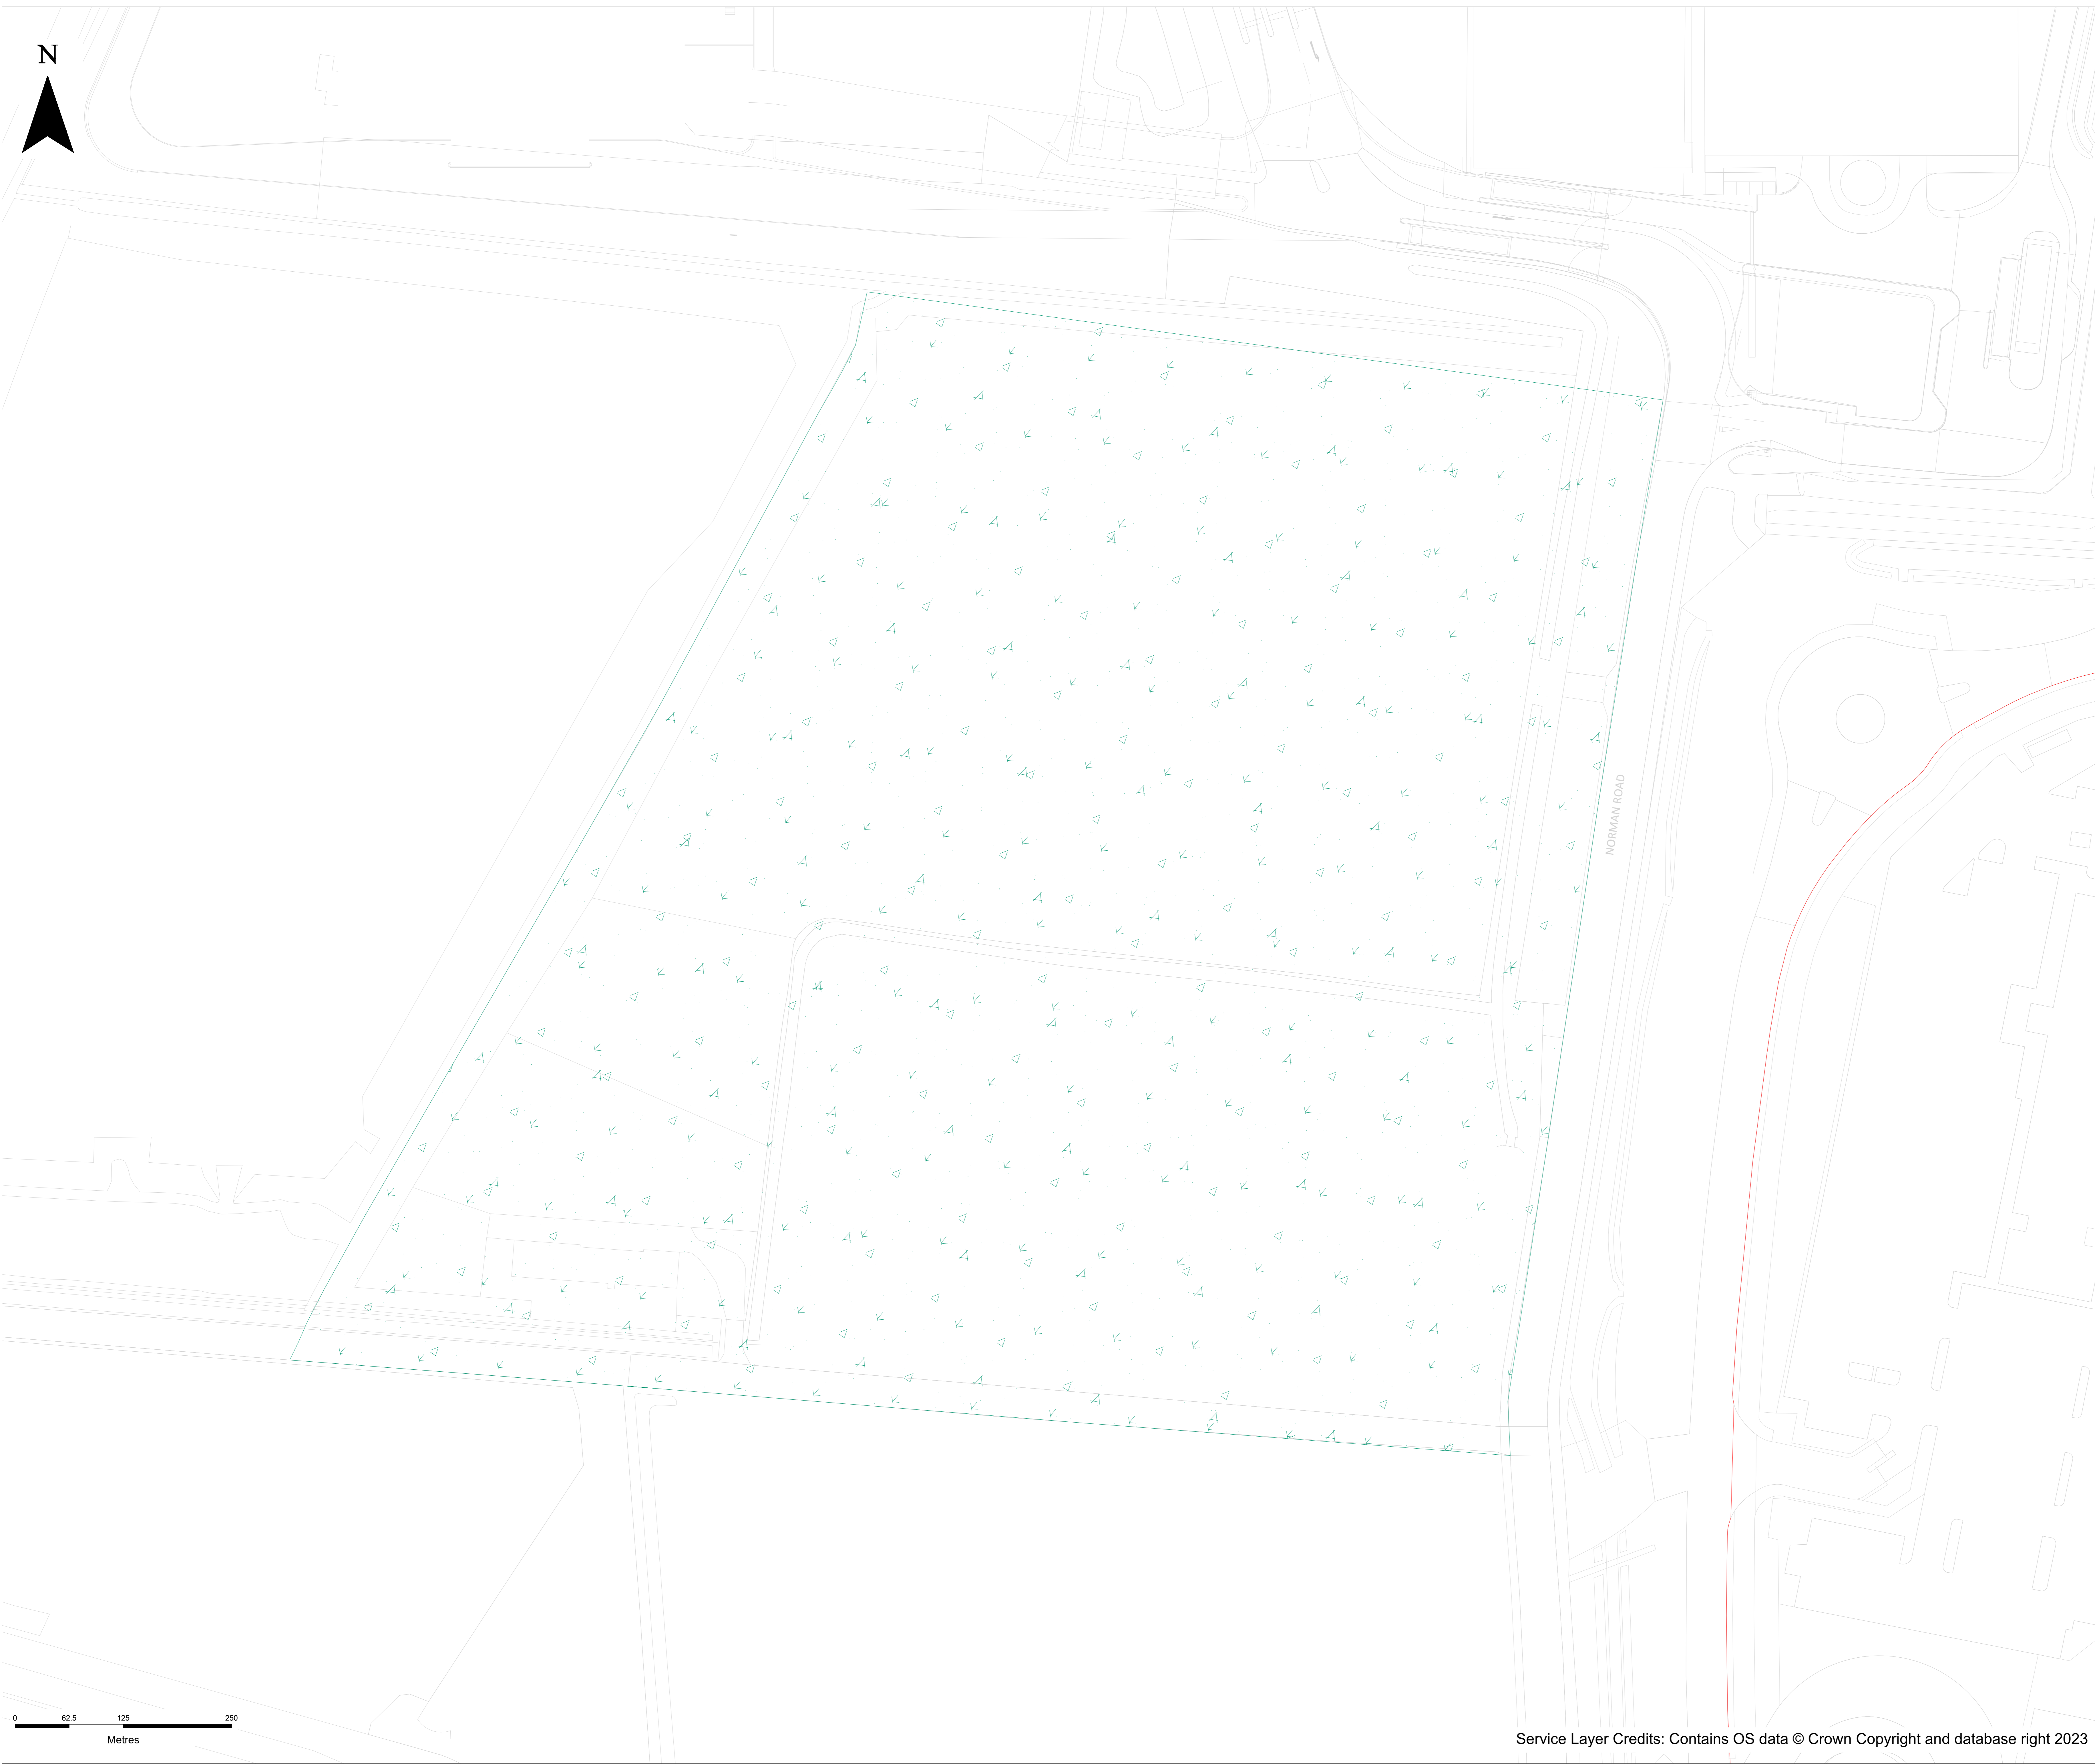 N
NORMAN ROAD
0 62.5 125 250
Metres
Service Layer Credits: Contains OS data © Crown Copyright and database right 2023